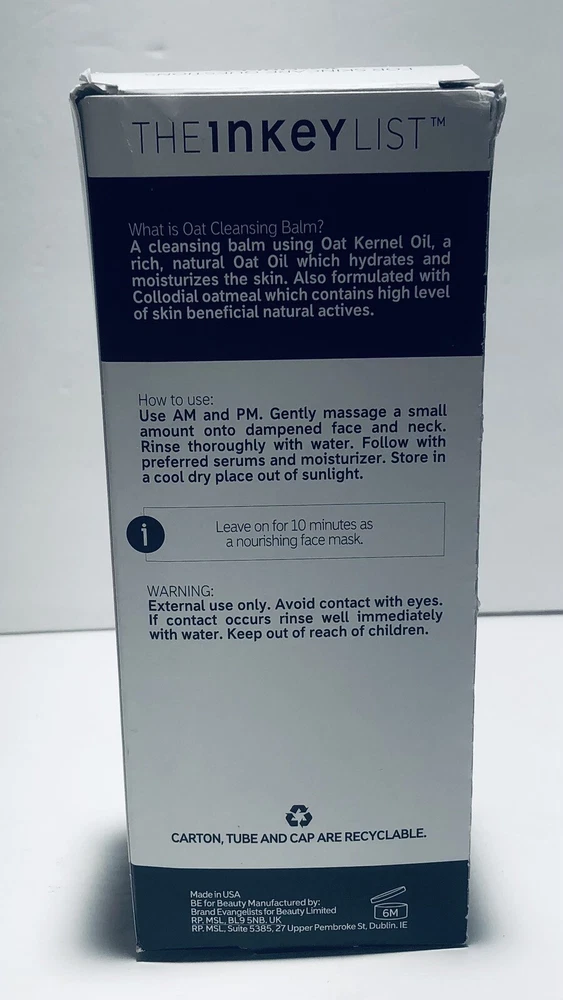 THE INKEY LIST™
What is Oat Cleansing Balm?
A cleansing balm using Oat Kernel Oil, a
rich, natural Oat Oil which hydrates and
moisturizes the skin. Also formulated with
Collodial oatmeal which contains high level
of skin beneficial natural actives.
How to use:
Use AM and PM. Gently massage a small
amount onto dampened face and neck.
Rinse thoroughly with water. Follow with
preferred serums and moisturizer. Store in
a cool dry place out of sunlight.
i
Leave on for 10 minutes as
a nourishing face mask.
WARNING:
External use only. Avoid contact with eyes.
If contact occurs rinse well immediately
with water. Keep out of reach of children.
CARTON, TUBE AND CAP ARE RECYCLABLE.
Made in USA
BE for Beauty Manufactured by:
Brand Evangelists for Beauty Limited
RP. MSL, BL9 5NB. UK
RP. MSL. Suite 5385, 27 Upper Pembroke St, Dublin. IE
6M